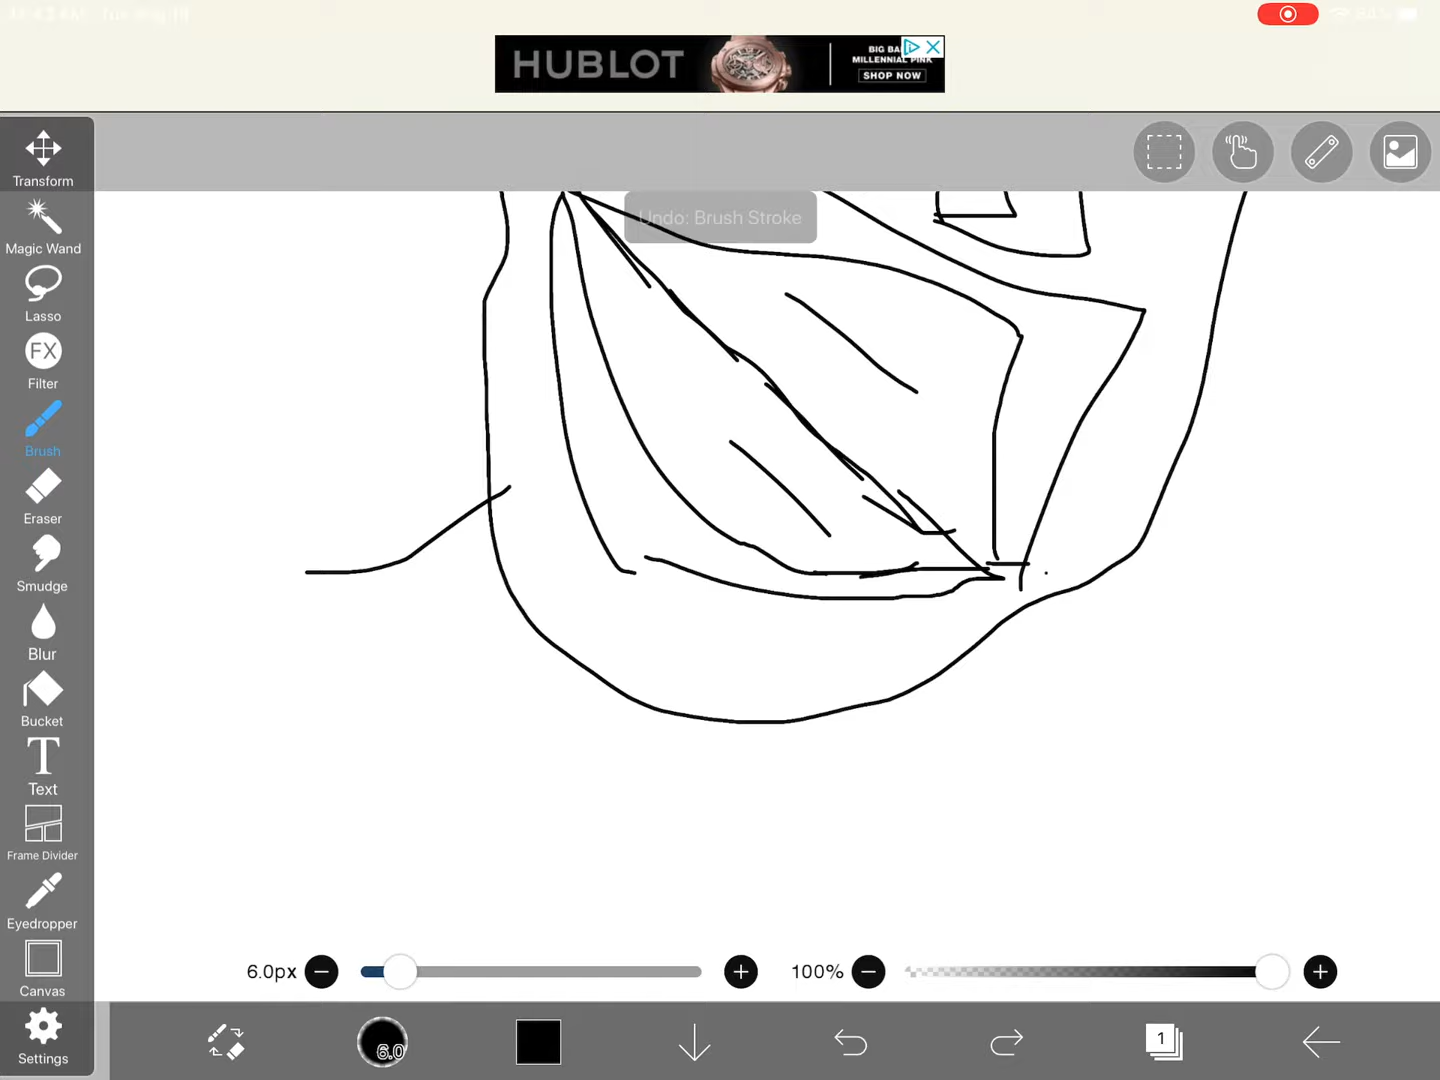 HUBLOT
BIG BA
MILLENNIAL PINK
SHOP NOW
Transform
Magic Wand
Lasso
FX
Filter
Brush
Eraser
Smudge
Blur
Bucket
T
Text
Frame Divider
Eyedropper
Canvas
Settings
Undo: Brush Stroke
6.0px
100%
6.0
1